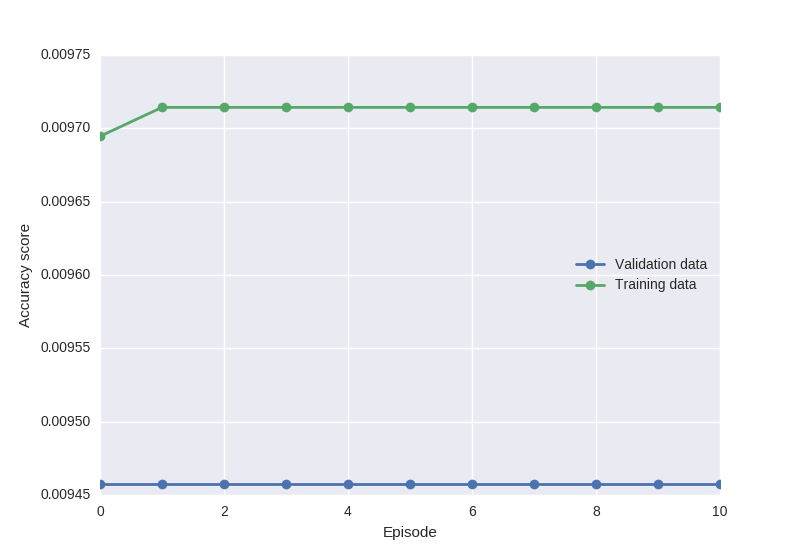 0.00975
0.00970
0.00965
0.00960
0.00955
0.00950
0.00945
Accuracy score
Validation data
Training data
0 2 4 6 8 10
Episode